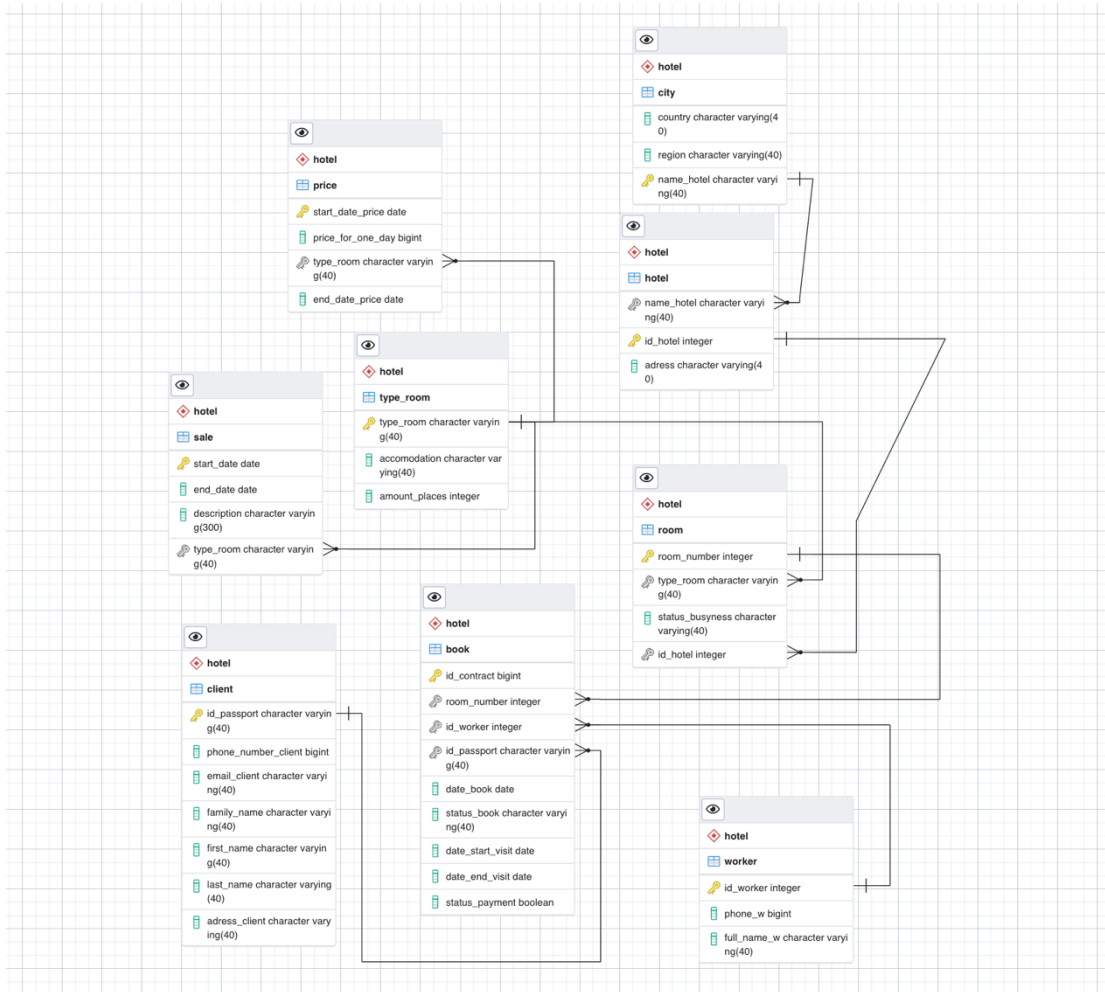 hotel
city
country character varying(4
0)
region character varying(40)
name_hotel character varyi
ng(40)
hotel
price
start_date_price date
price_for_one_day bigint
type_room character varyin
g(40)
end_date_price date
hotel
hotel
name_hotel character varyi
ng(40)
id_hotel integer
adress character varying(4
0)
hotel
type_room
type_room character varyin
g(40)
accomodation character var
ying(40)
amount_places integer
hotel
sale
start_date date
end_date date
description character varyin
g(300)
type_room character varyin
g(40)
hotel
room
room_number integer
type_room character varyin
g(40)
status_busyness character
varying(40)
id_hotel integer
hotel
book
id_contract bigint
room_number integer
id_worker integer
id_passport character varyin
g(40)
date_book date
status_book character varyi
ng(40)
date_start_visit date
date_end_visit date
status_payment boolean
hotel
client
id_passport character varyin
g(40)
phone_number_client bigint
email_client character varyi
ng(40)
family_name character varyi
ng(40)
first_name character varyin
g(40)
last_name character varying
(40)
adress_client character vary
ing(40)
hotel
worker
id_worker integer
phone_w bigint
full_name_w character varyi
ng(40)